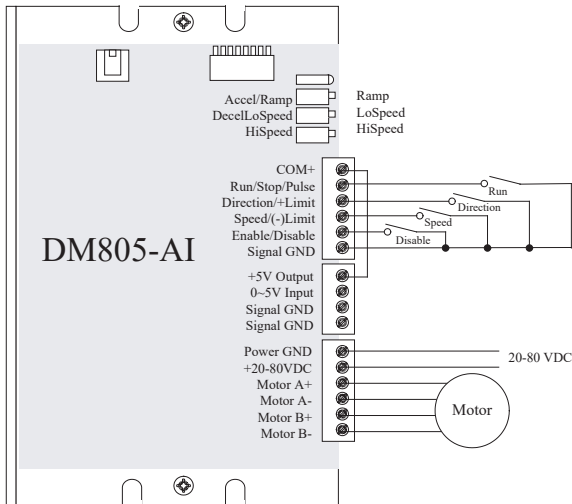 Accel/Ramp
Ramp
DecelLoSpeed
LoSpeed
HiSpeed
HiSpeed
COM+
Run/Stop/Pulse
Run
Direction/+Limit
Direction
Speed/(-)Limit
Speed
Enable/Disable
Disable
Signal GND
DM805-AI
+5V Output
0~5V Input
Signal GND
Signal GND
Power GND
20-80 VDC
+20-80VDC
Motor A+
Motor A-
Motor B+
Motor B-
Motor